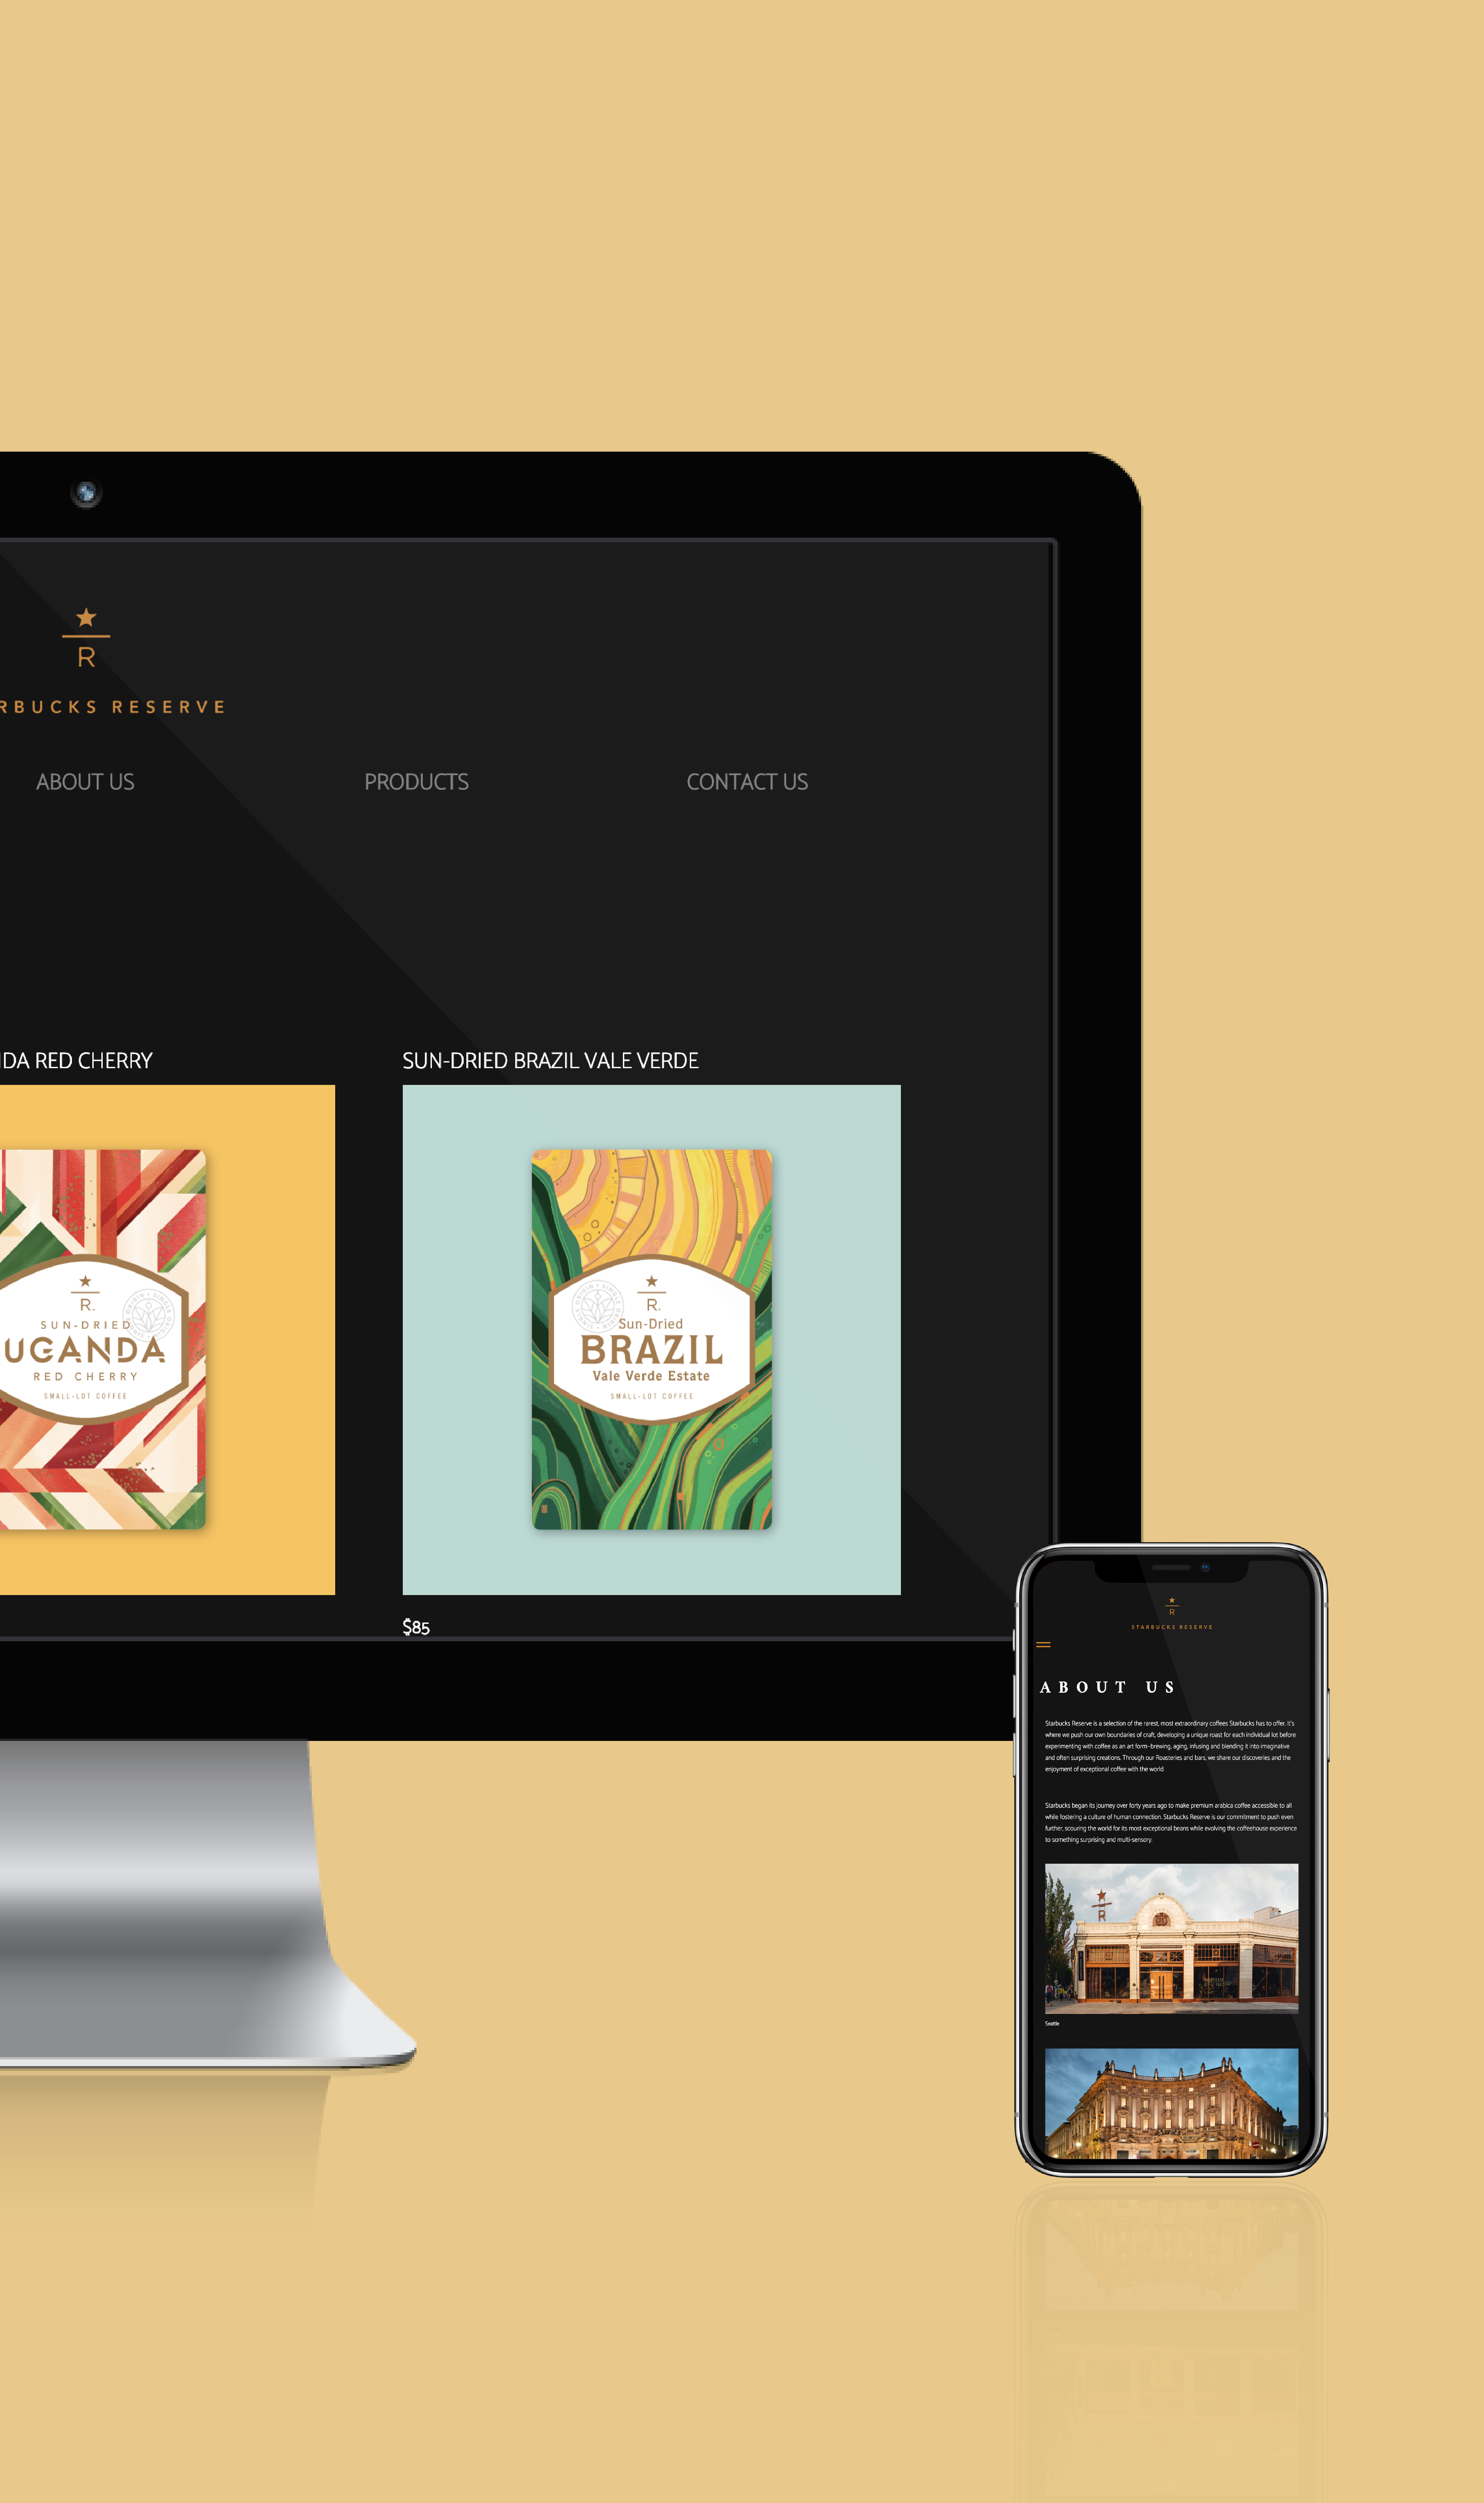 R
RBUCKS RESERVE
ABOUT US PRODUCTS CONTACT US
DA RED CHERRY
SUN-DRIED BRAZIL VALE VERDE
R
SUN-DRIED
UGANDA
RED CHERRY
SMALL-LOT COFFEE
R
Sun-Dried
BRAZIL
Vale Verde Estate
SMALL-LOT COFFEE
$85
R
STARBUCKS RESERVE
ABOUT US
Starbucks Reserve is a selection of the rarest, most extraordinary coffees Starbucks has to offer. It's
where we push our own boundaries of craft, developing a unique roast for each individual lot before
experimenting with coffee as an art form–brewing, aging, infusing and blending it into imaginative
and often surprising creations. Through our Roasteries and bars, we share our discoveries and the
enjoyment of exceptional coffee with the world.
Starbucks began its journey over forty years ago to make premium arabica coffee accessible to all
while fostering a culture of human connection. Starbucks Reserve is our commitment to push even
further, scouring the world for its most exceptional beans while evolving the coffeehouse experience
to something surprising and multi-sensory.
R
Seattle